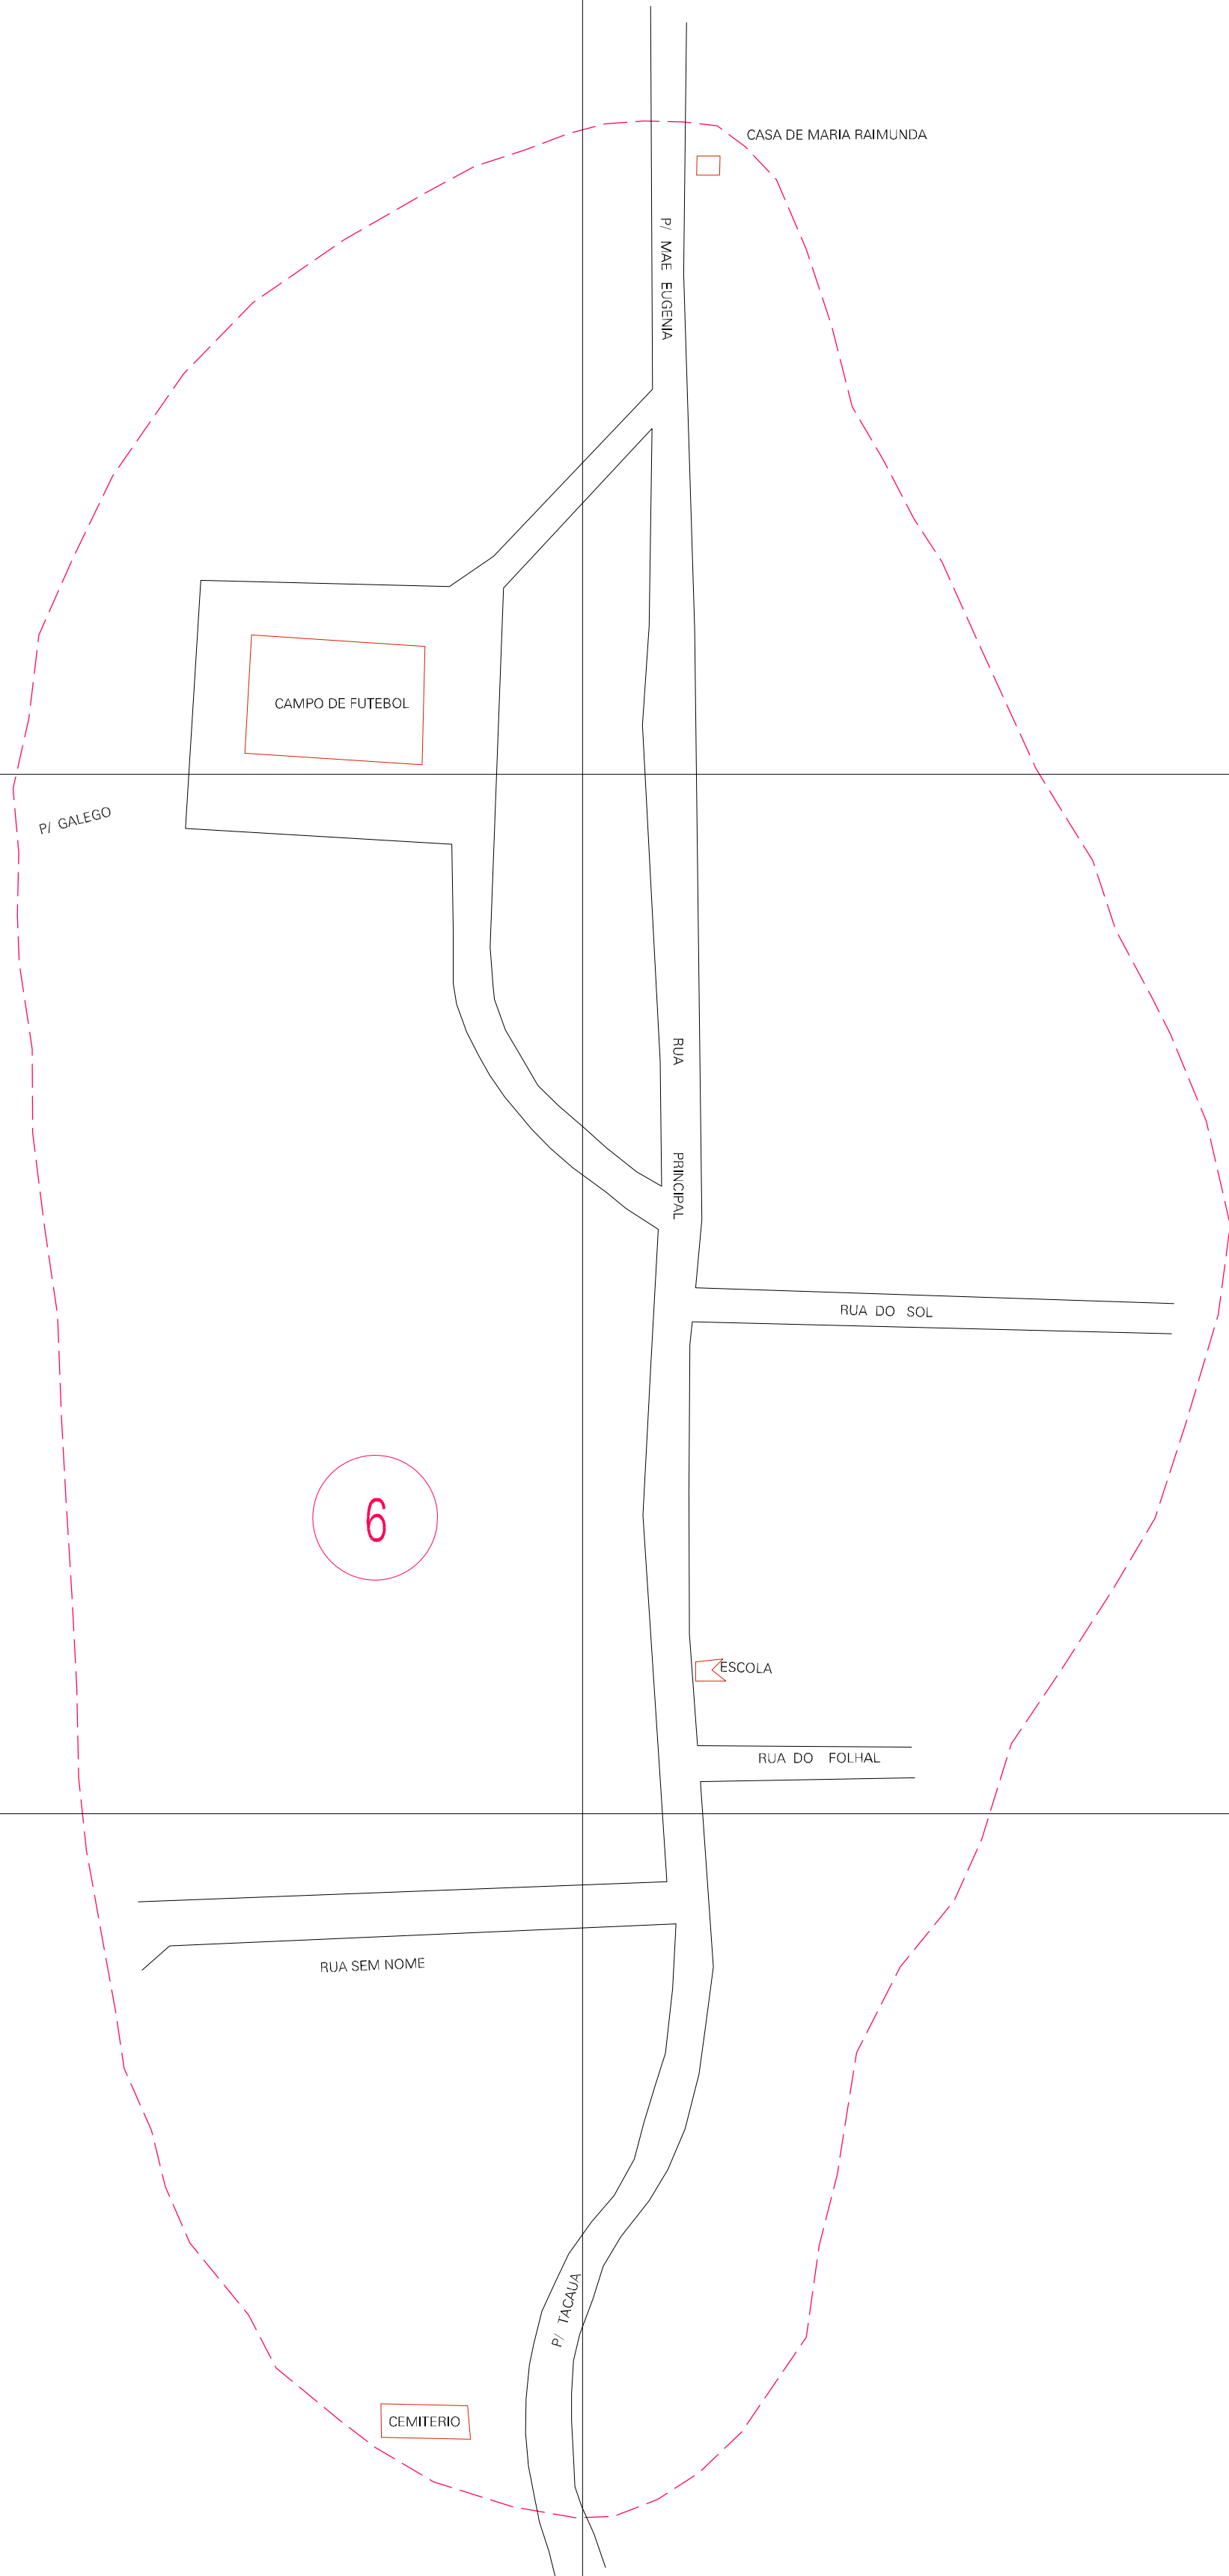 CASA DE MARIA RAIMUNDA
P/ MAE EUGENIA
CAMPO DE FUTEBOL
P/ GALEGO
RUA PRINCIPAL
RUA DO SOL
6
ESCOLA
RUA DO FOLHAL
RUA SEM NOME
P/ TACAUA
CEMITERIO